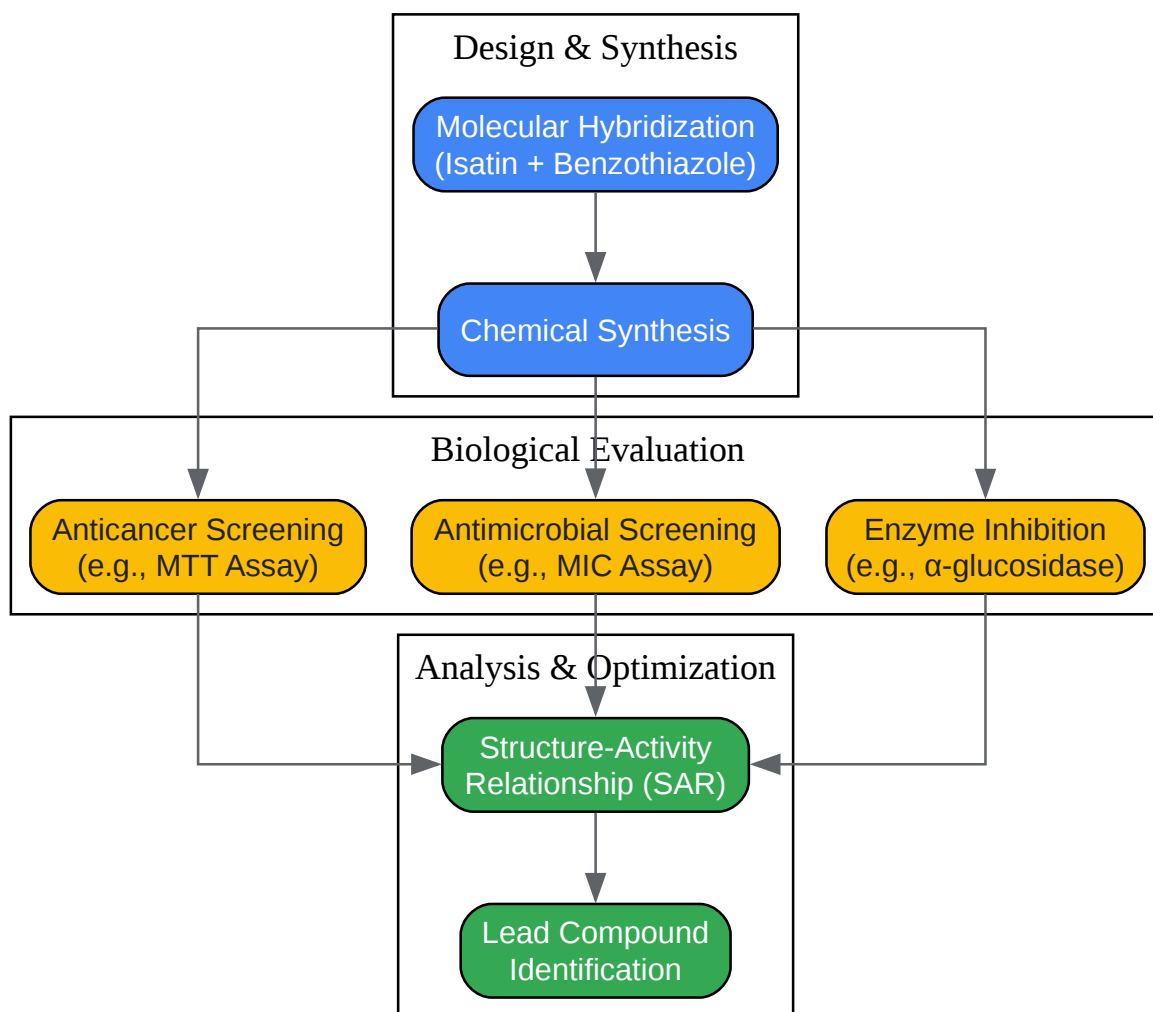 Design & Synthesis
Molecular Hybridization
(Isatin + Benzothiazole)
Chemical Synthesis
Biological Evaluation
Anticancer Screening
(e.g., MTT Assay)
Antimicrobial Screening
(e.g., MIC Assay)
Enzyme Inhibition
(e.g., α-glucosidase)
Analysis & Optimization
Structure-Activity
Relationship (SAR)
Lead Compound
Identification